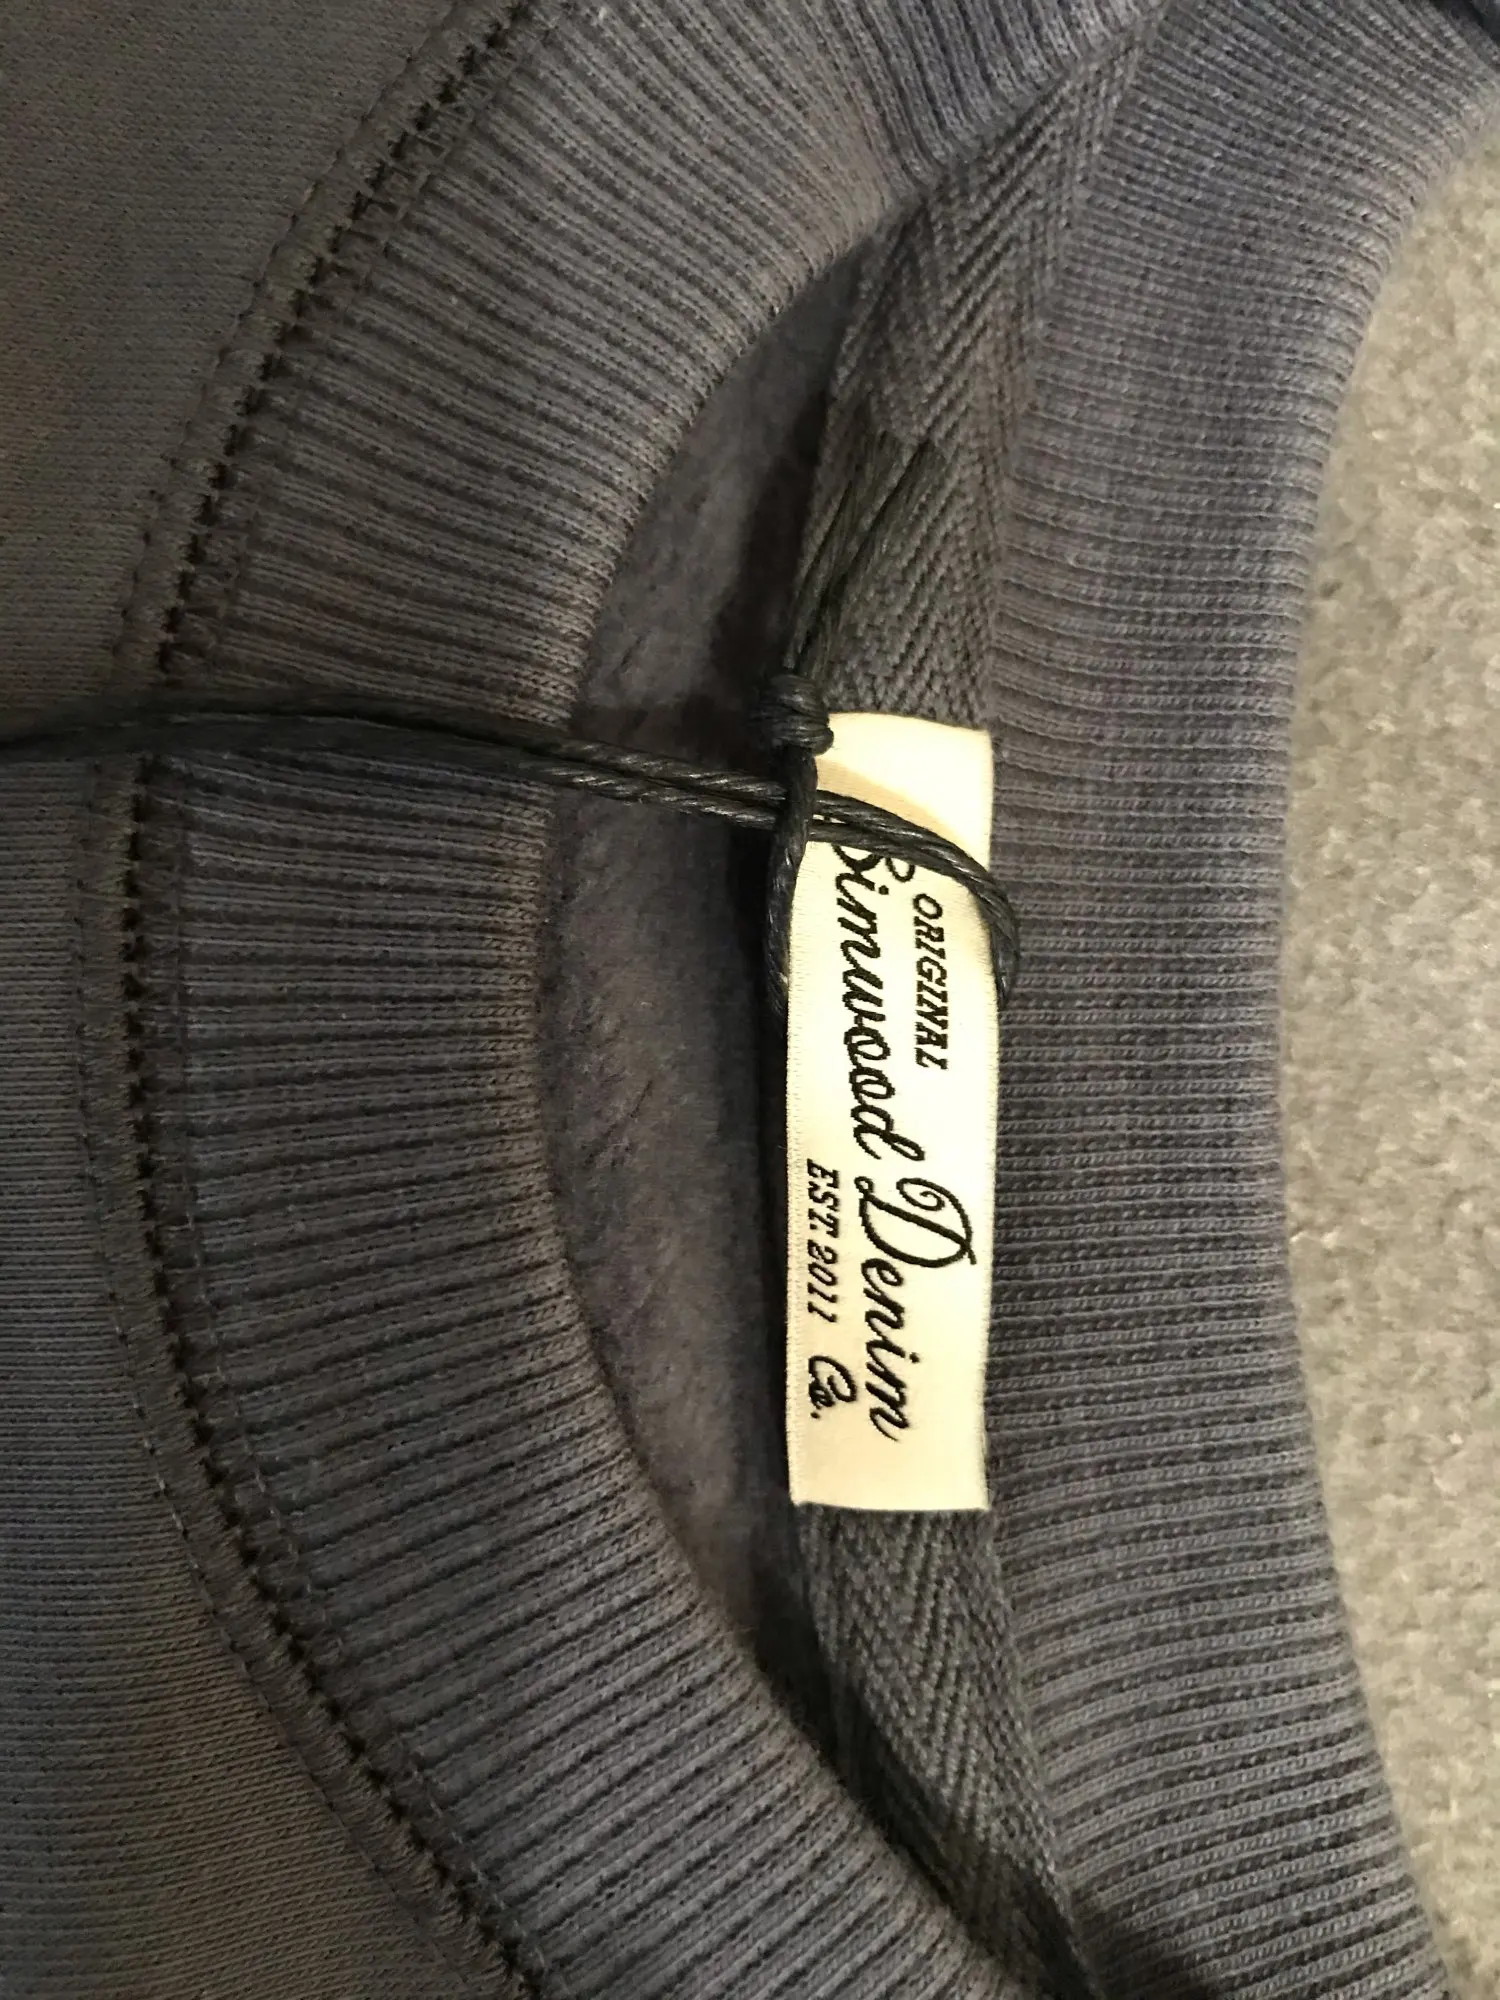 ORIGINAL
Simwood Denim
EST. 2011 Co.